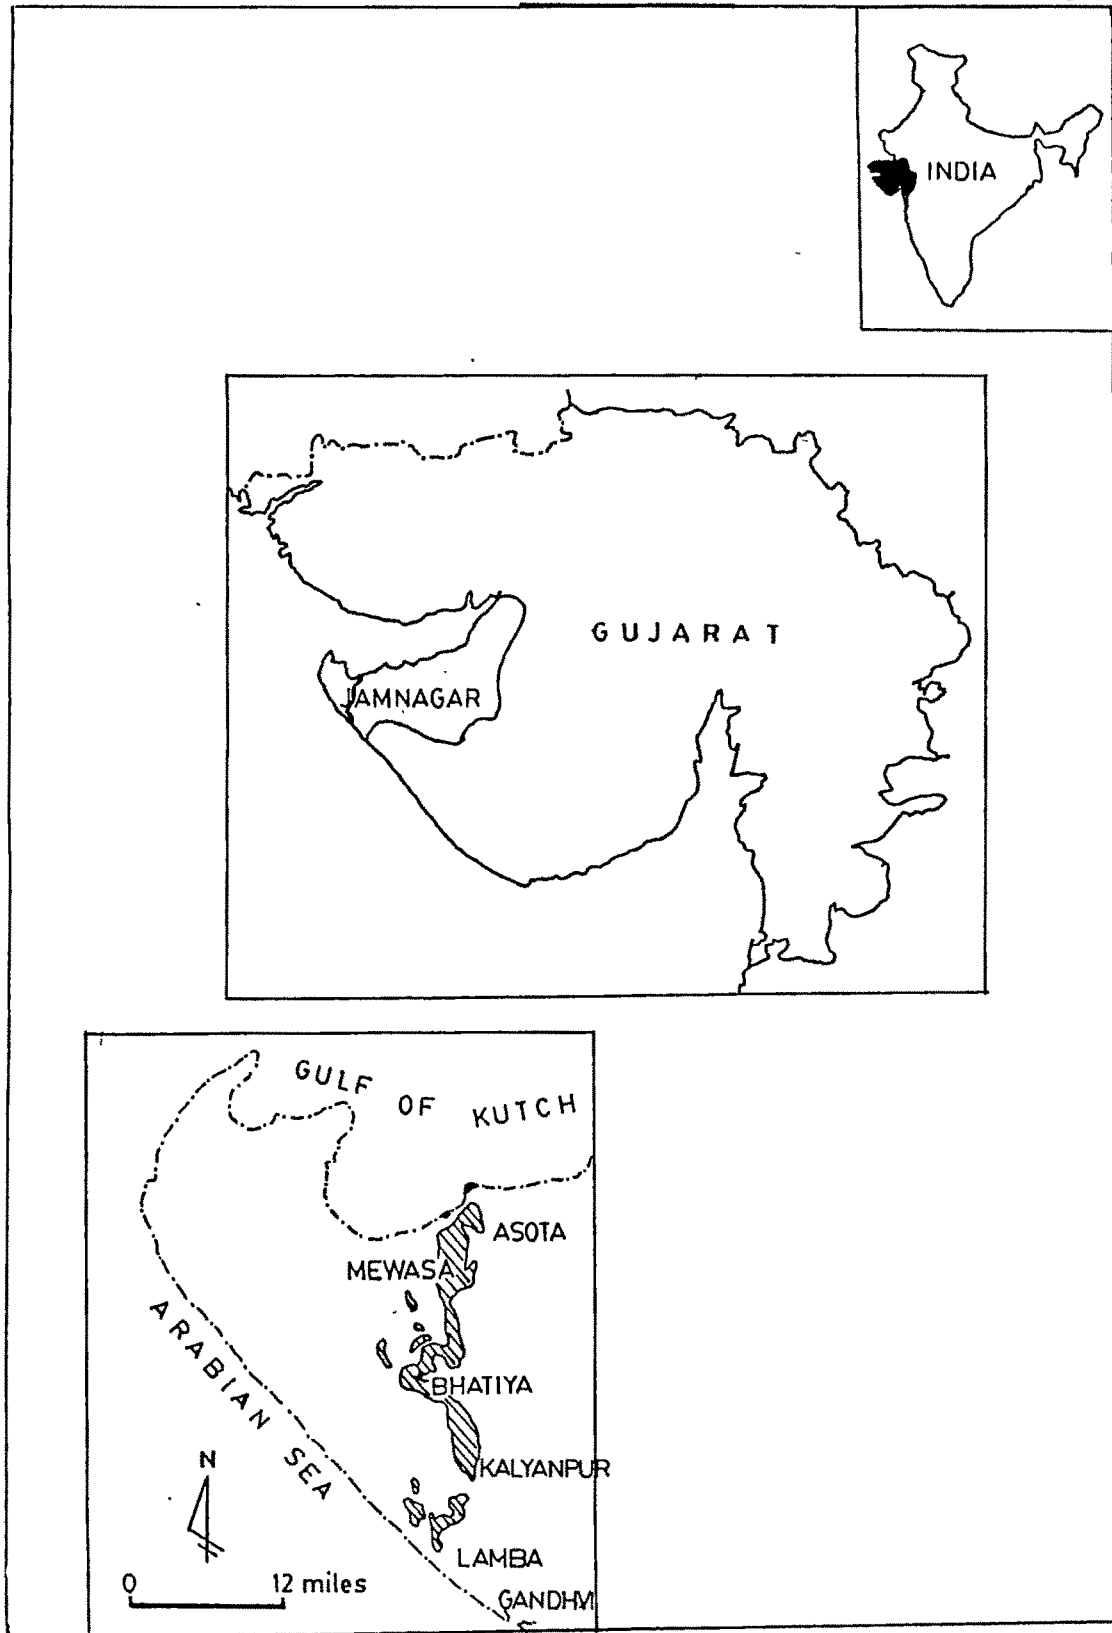 INDIA
GUJARAT
JAMNAGAR
GULF OF KUTCH
ASOTA
MEWASA
ARABIAN SEA
BHATIYA
N
KALYANPUR
LAMBA
0 12 miles
GANDHVI